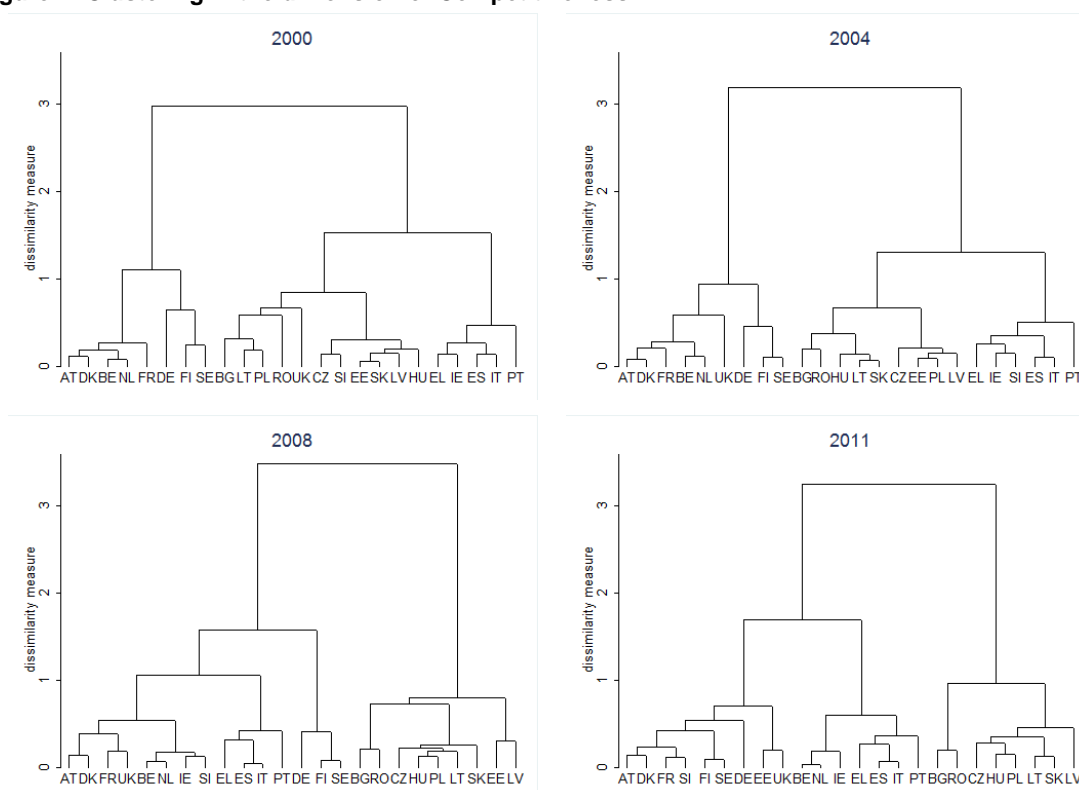 Clustering in the dimension of Competitiveness
2000
dissimilarity measure
3
2
1
0
AT DK BE NL FR DE FI SE BG LT PL RO UK CZ SI EE SK LV HU EL IE ES IT PT
2004
dissimilarity measure
3
2
1
0
AT DK FR BE NL UK DE FI SE BG RO HU LT SK CZ EE PL LV EL IE SI ES IT PT
2008
dissimilarity measure
3
2
1
0
AT DK FR UK BE NL IE SI EL ES IT PT DE FI SE BG RO CZ HU PL LT SK EE LV
2011
dissimilarity measure
3
2
1
0
AT DK FR SI FI SE DE EE UK BE NL IE EL ES IT PT BG RO CZ HU PL LT SK LV